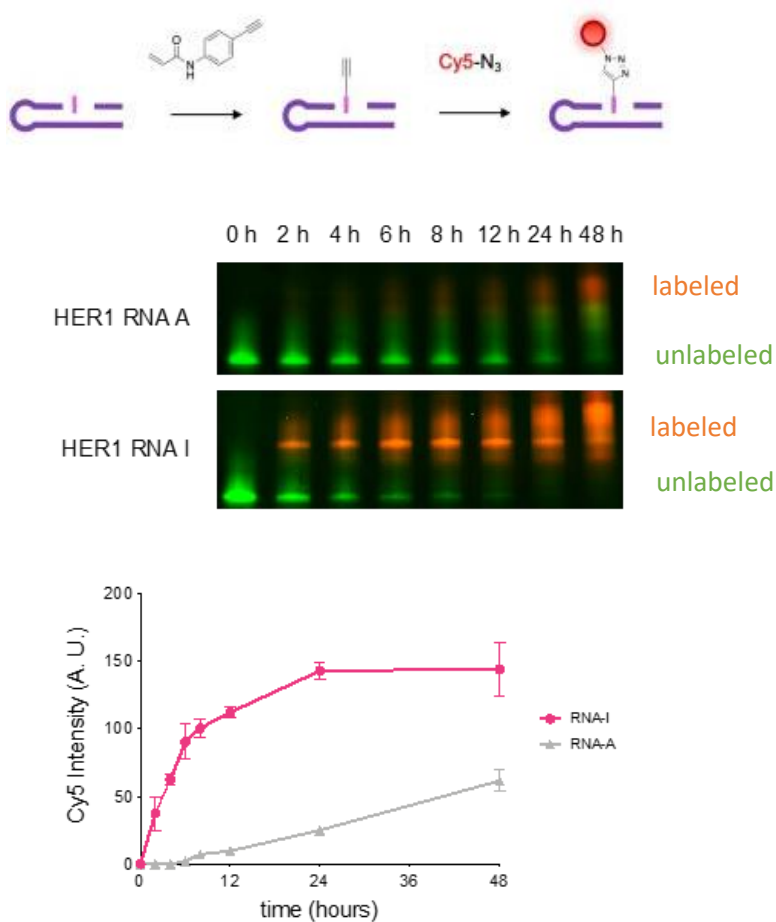 O
N
H
Cy5-N3
N
N
N
I
I
I
0 h 2 h 4 h 6 h 8 h 12 h 24 h 48 h
HER1 RNA A
labeled
unlabeled
HER1 RNA I
labeled
unlabeled
200
150
100
50
0
Cy5 Intensity (A. U.)
RNA-I
RNA-A
0 12 24 36 48
time (hours)